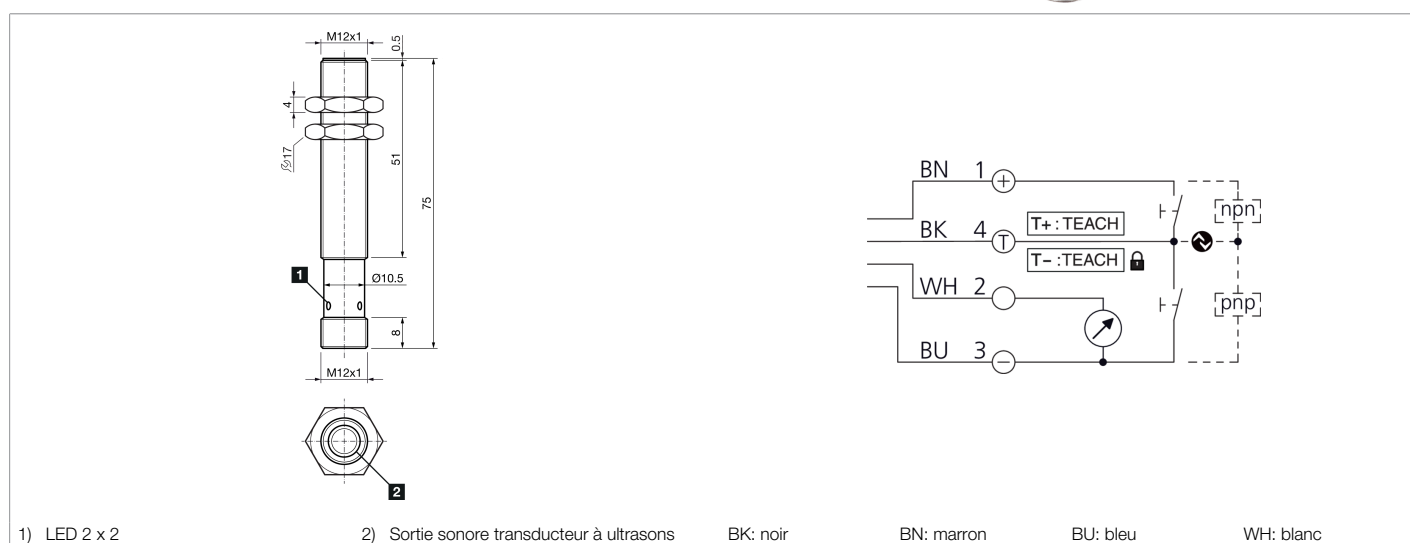 M12x1
0.5
4
17
51
75
1
Ø10.5
8
M12x1
2
BN 1 +
BK 4 T
T+ : TEACH
T- : TEACH
WH 2
BU 3 -
npn
pnp
1) LED 2 x 2
2) Sortie sonore transducteur à ultrasons
BK: noir
BN: marron
BU: bleu
WH: blanc